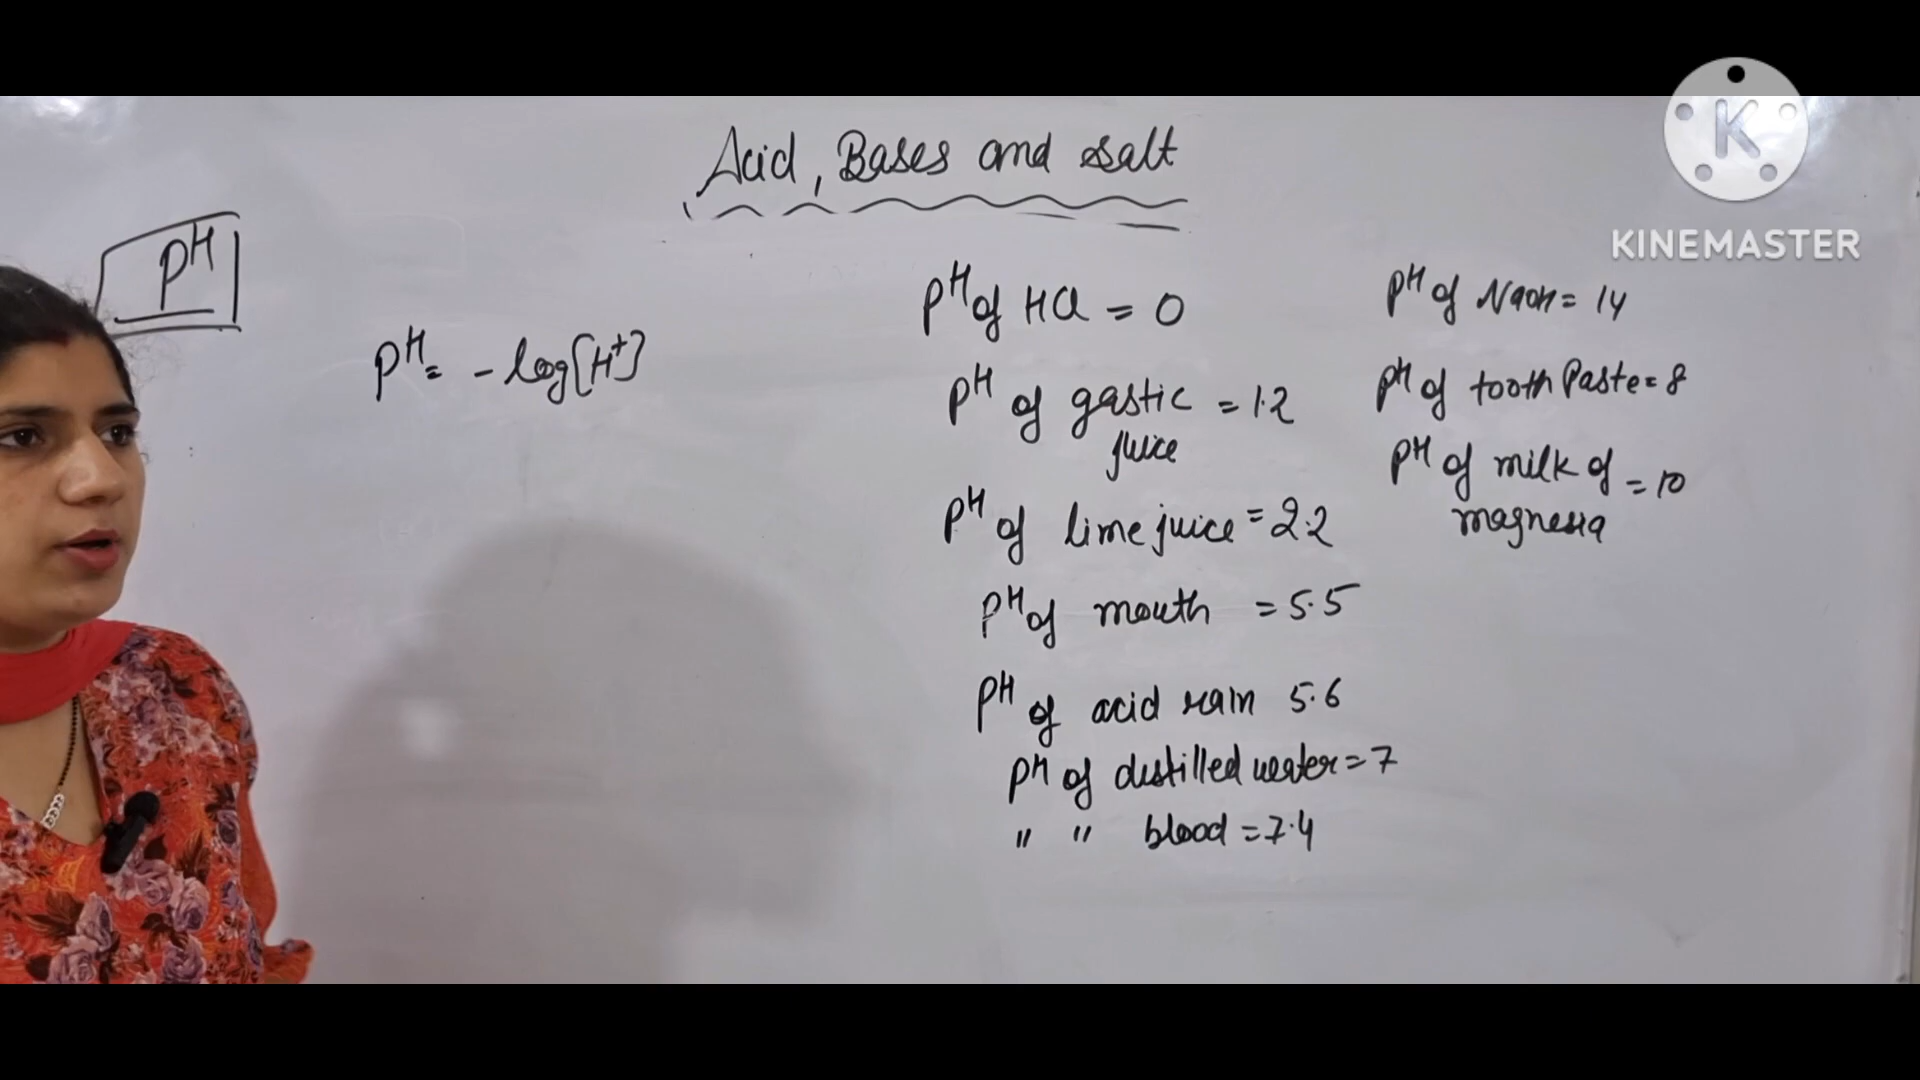 Acid, Bases and salt
pH
pH = - log[H+]
pH of HCl = 0
pH of gastic = 1.2
juice
pH of lime juice = 2.2
pH of mouth = 5.5
pH of acid rain 5.6
pH of distilled water = 7
" " blood = 7.4
pH of NaOH = 14
pH of tooth Paste = 8
pH of milk of = 10
magnesia
K
KINEMASTER